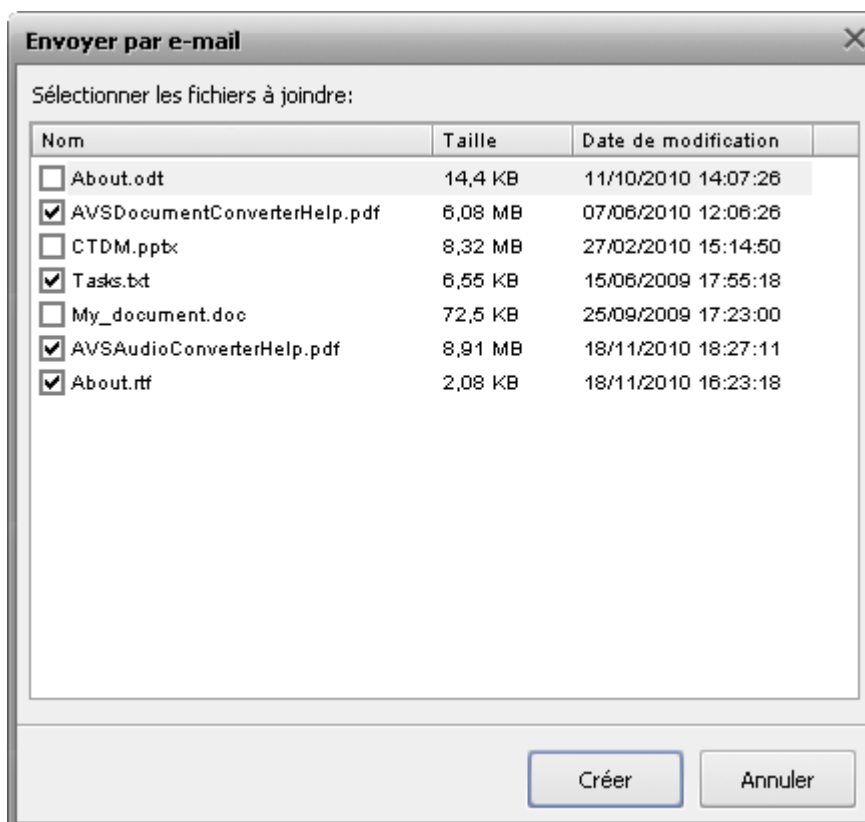 Envoyer par e-mail
Sélectionner les fichiers à joindre:
Nom Taille Date de modification
About.odt 14,4 KB 11/10/2010 14:07:26
AVSDocumentConverterHelp.pdf 6,08 MB 07/06/2010 12:06:26
CTDM.pptx 8,32 MB 27/02/2010 15:14:50
Tasks.txt 6,55 KB 15/06/2009 17:55:18
My_document.doc 72,5 KB 25/09/2009 17:23:00
AVSAudioConverterHelp.pdf 8,91 MB 18/11/2010 18:27:11
About.rtf 2,08 KB 18/11/2010 16:23:18
Créer Annuler